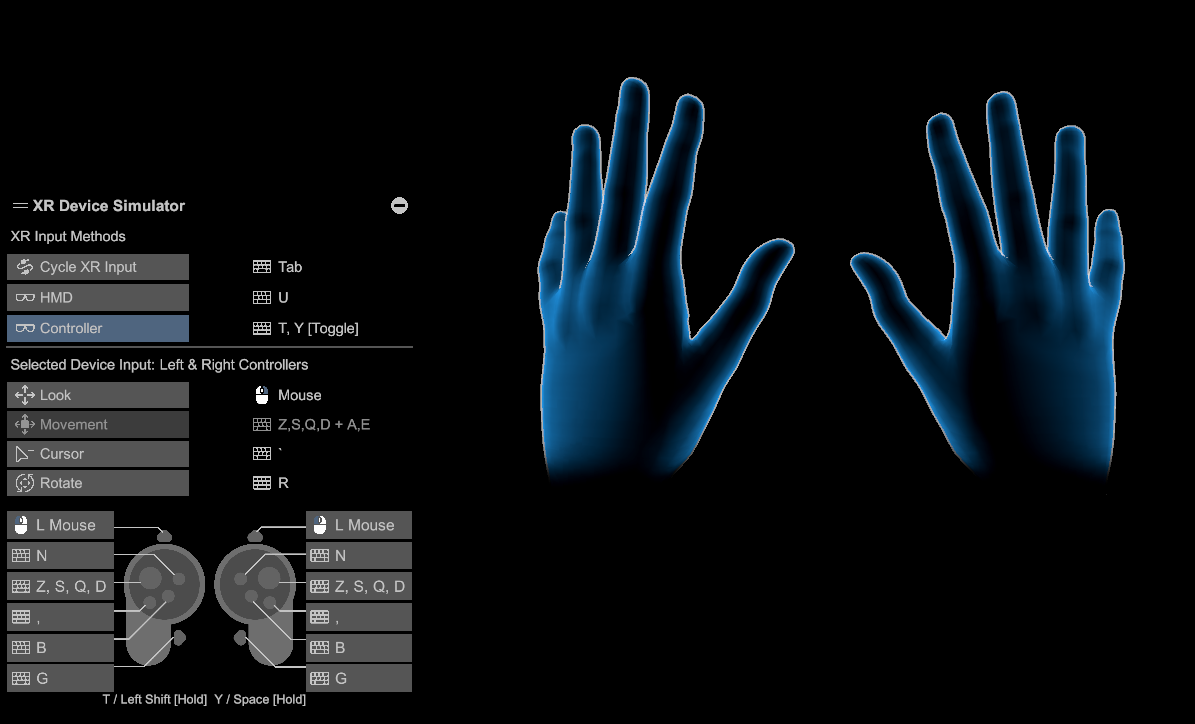 XR Device Simulator
XR Input Methods
Cycle XR Input Tab
HMD U
Controller T, Y [Toggle]
Selected Device Input: Left & Right Controllers
Look Mouse
Movement Z,S,Q,D + A,E
Cursor `
Rotate R
L Mouse L Mouse
N N
Z, S, Q, D Z, S, Q, D
, ,
B B
G G
T / Left Shift [Hold] Y / Space [Hold]